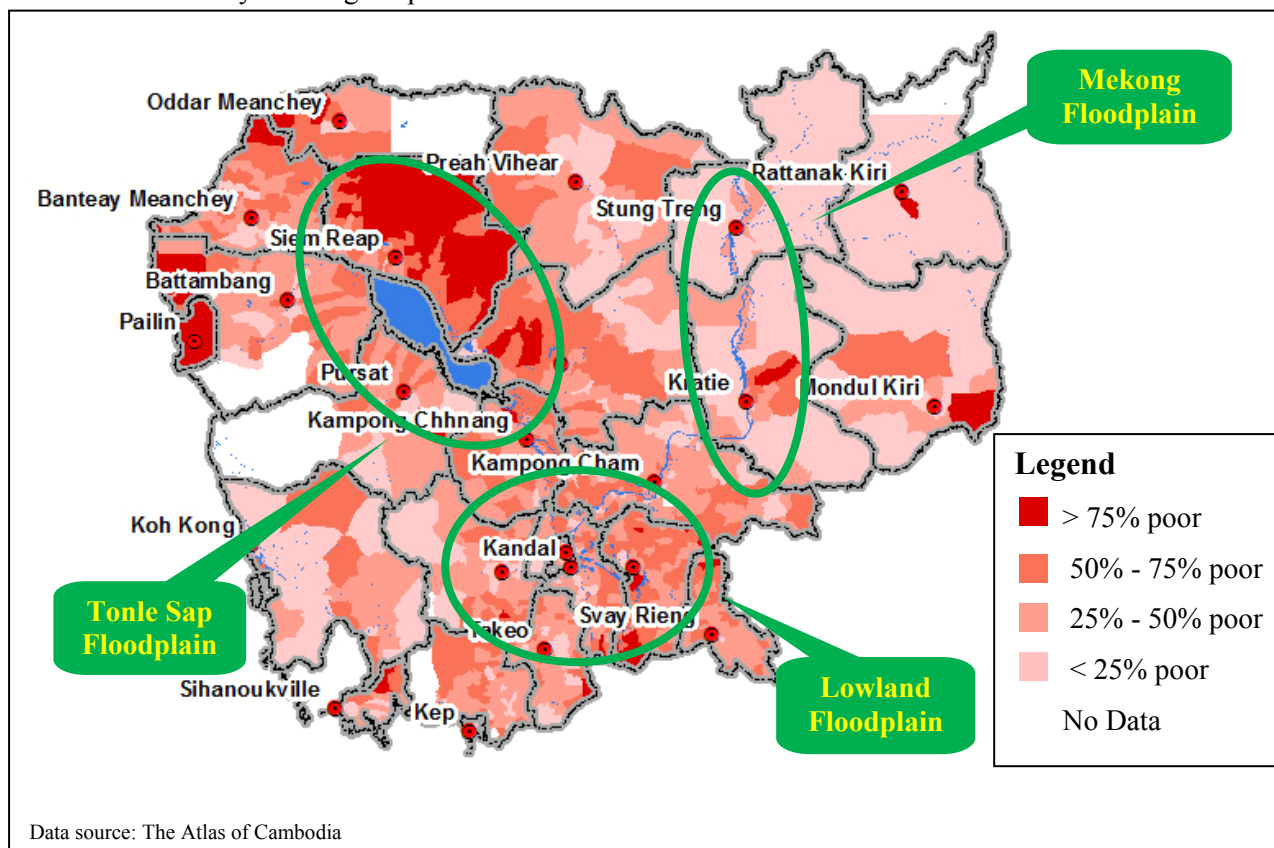 Oddar Meanchey
Preah Vihear
Mekong
Floodplain
Rattanak Kiri
Banteay Meanchey
Stung Treng
Siem Reap
Battambang
Pailin
Pursat
Kratie
Mondul Kiri
Kampong Chhnang
Kampong Cham
Legend
> 75% poor
50% - 75% poor
25% - 50% poor
< 25% poor
No Data
Koh Kong
Kandal
Tonle Sap
Floodplain
Svay Rieng
Takeo
Lowland
Floodplain
Sihanoukville
Kep
Data source: The Atlas of Cambodia